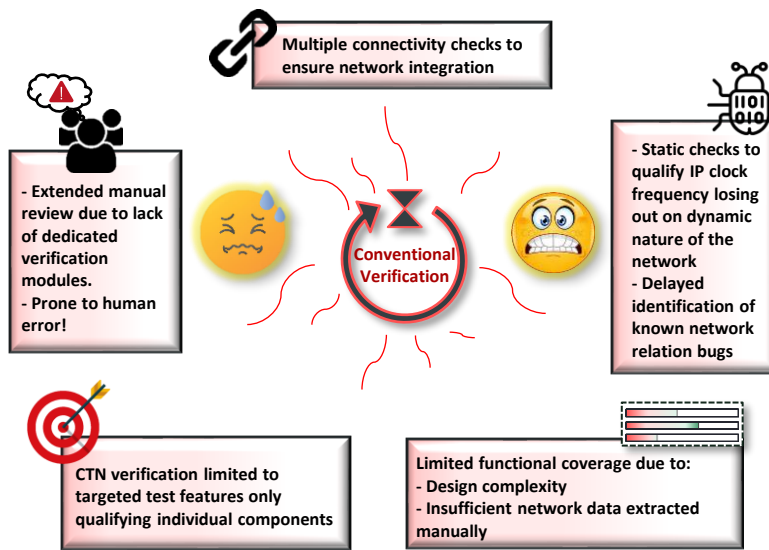 Multiple connectivity checks to
ensure network integration
- Extended manual
review due to lack
of dedicated
verification
modules.
- Prone to human
error!
Conventional
Verification
1101
101
- Static checks to
qualify IP clock
frequency losing
out on dynamic
nature of the
network
- Delayed
identification of
known network
relation bugs
CTN verification limited to
targeted test features only
qualifying individual components
Limited functional coverage due to:
- Design complexity
- Insufficient network data extracted
manually